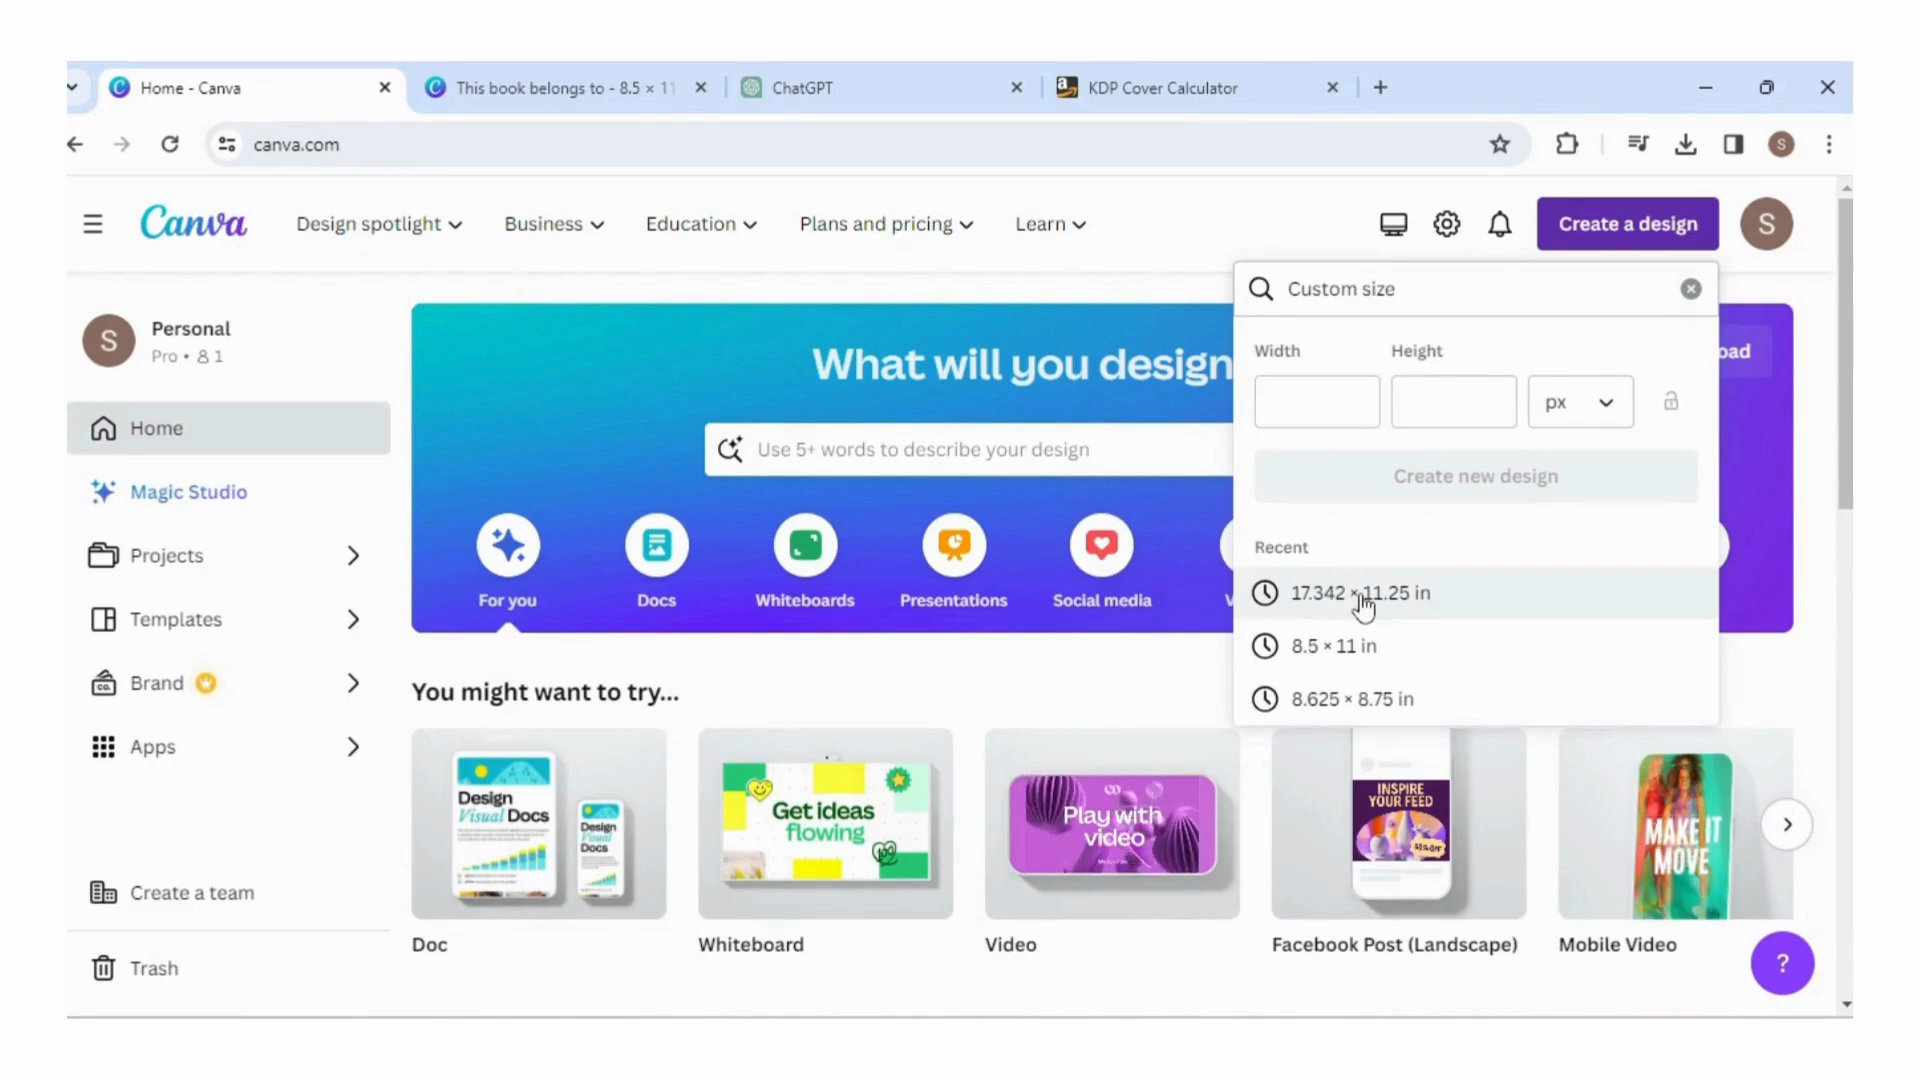 Home - Canva
This book belongs to - 8.5 × 11
ChatGPT
KDP Cover Calculator
canva.com
S
Canva
Design spotlight
Business
Education
Plans and pricing
Learn
Create a design
S
Custom size
S
Personal
Pro • 1
Width
Height
px
What will you design
Use 5+ words to describe your design
Create new design
Home
Magic Studio
Projects
Templates
Brand
Apps
Create a team
Trash
For you
Docs
Whiteboards
Presentations
Social media
Recent
17.342 × 11.25 in
8.5 × 11 in
8.625 × 8.75 in
You might want to try...
Design
Visual Docs
Design
Visual Docs
Get ideas
flowing
Play with
video
INSPIRE
YOUR FEED
MAKE IT
MOVE
Doc
Whiteboard
Video
Facebook Post (Landscape)
Mobile Video
?